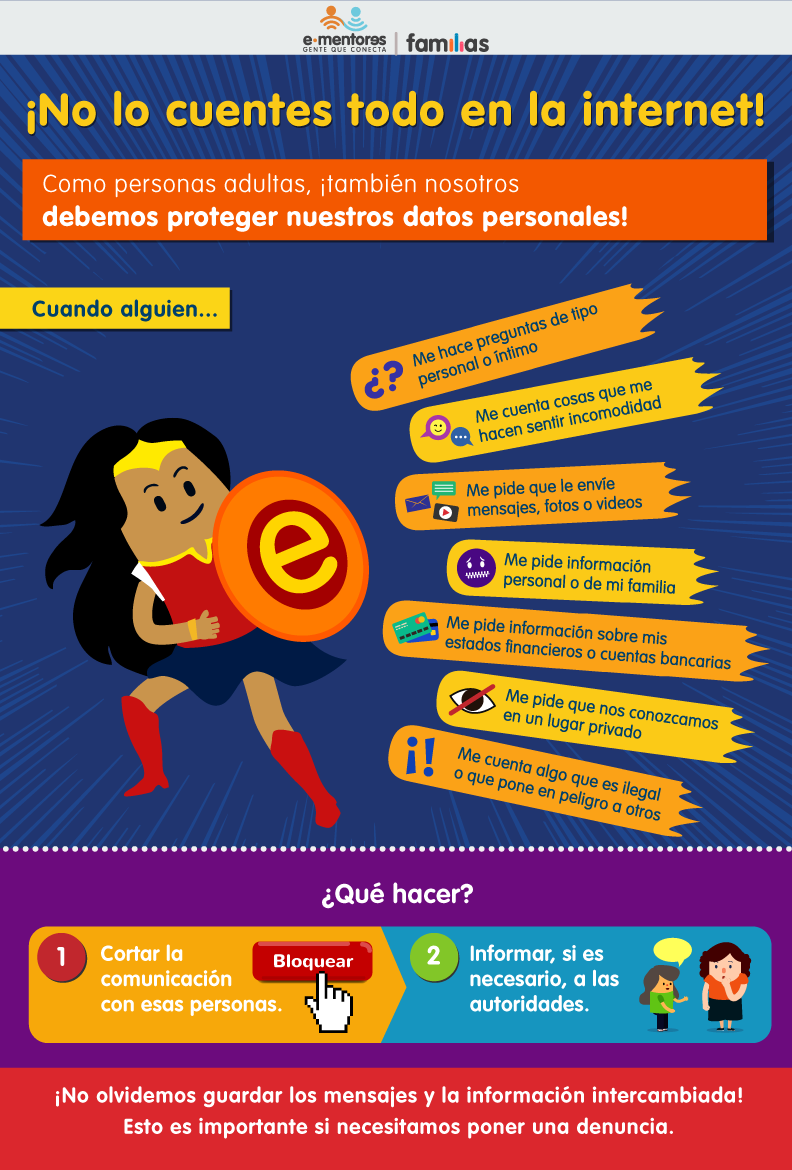 e·mentores
GENTE QUE CONECTA
familias
¡No lo cuentes todo en la internet!
Como personas adultas, ¡también nosotros
debemos proteger nuestros datos personales!
Cuando alguien...
¿?
Me hace preguntas de tipo
personal o íntimo
Me cuenta cosas que me
hacen sentir incomodidad
Me pide que le envíe
mensajes, fotos o videos
Me pide información
personal o de mi familia
Me pide información sobre mis
estados financieros o cuentas bancarias
Me pide que nos conozcamos
en un lugar privado
¡!
Me cuenta algo que es ilegal
o que pone en peligro a otros
e
¿Qué hacer?
1
Cortar la
comunicación
con esas personas.
Bloquear
2
Informar, si es
necesario, a las
autoridades.
¡No olvidemos guardar los mensajes y la información intercambiada!
Esto es importante si necesitamos poner una denuncia.